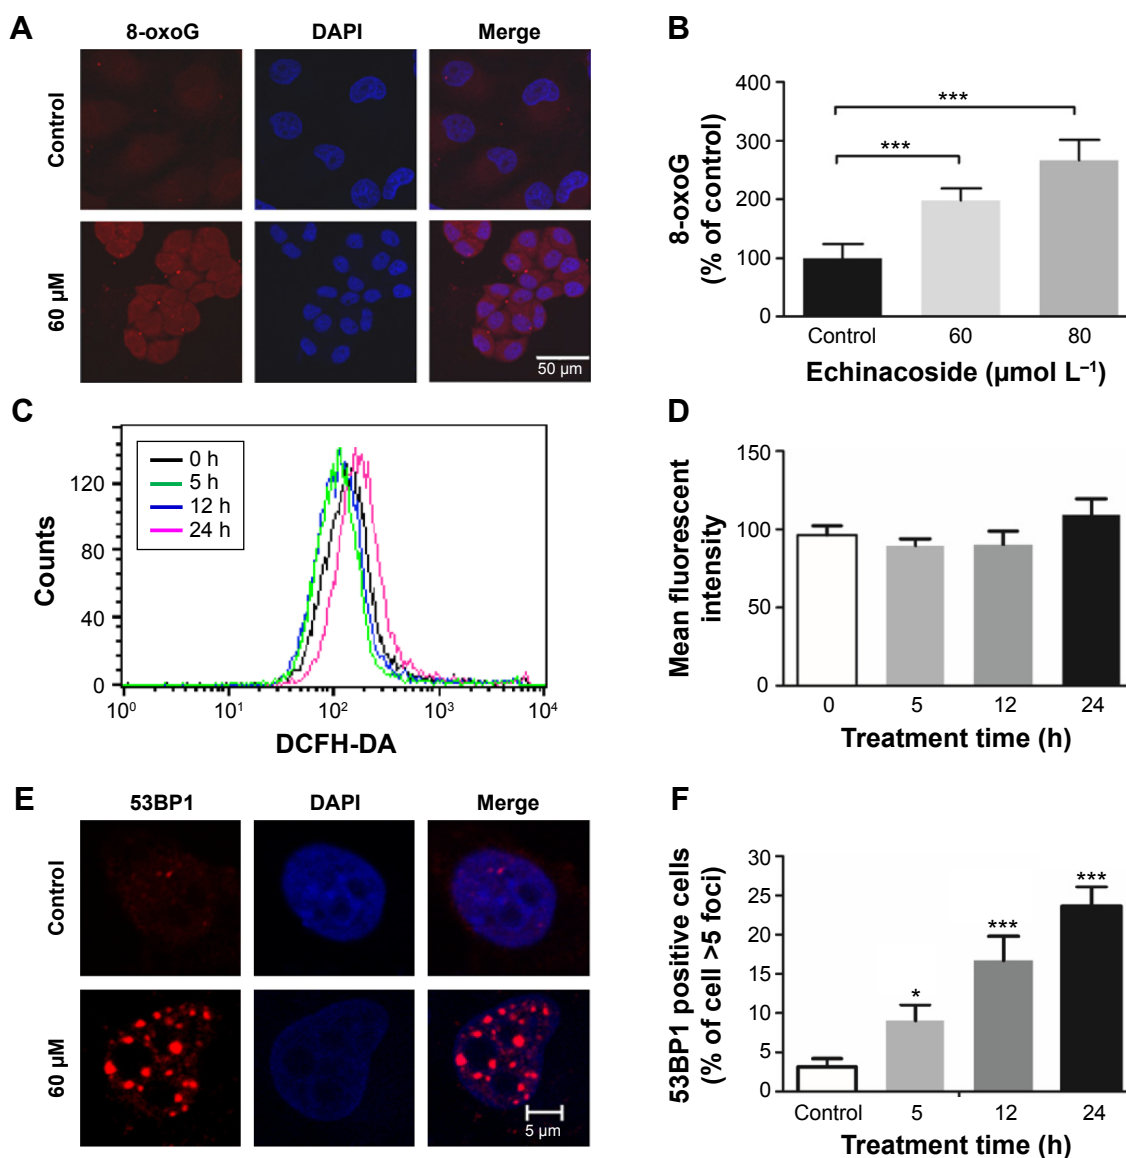 A
8-oxoG
DAPI
Merge
Control
60 µM
50 µm
B
8-oxoG
(% of control)
400
300
200
100
0
***
***
Control
60
80
Echinacoside (µmol L⁻¹)
C
0 h
5 h
12 h
24 h
Counts
120
80
40
0
10⁰
10¹
10²
10³
10⁴
DCFH-DA
D
Mean fluorescent
intensity
150
100
50
0
0
5
12
24
Treatment time (h)
E
53BP1
DAPI
Merge
Control
60 µM
5 µm
F
53BP1 positive cells
(% of cell >5 foci)
30
25
20
15
10
5
0
*
***
***
Control
5
12
24
Treatment time (h)